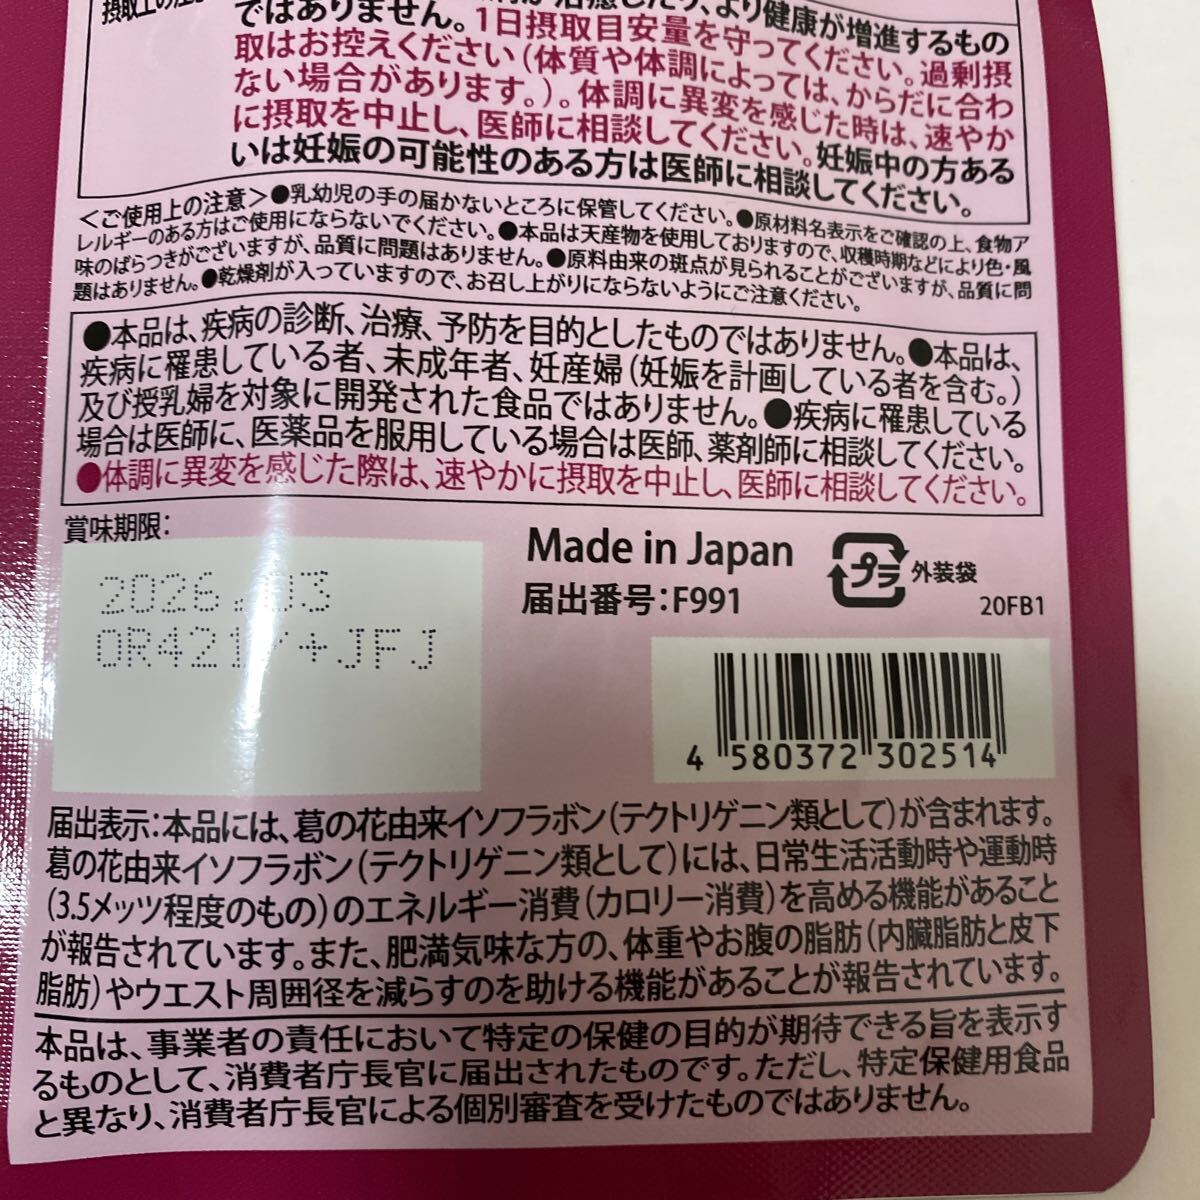 摂取上の注意
治癒したり、より健康が増進するもの
ではありません。1日摂取目安量を守ってください。過剰摂
取はお控えください(体質や体調によっては、からだに合わ
ない場合があります。)。体調に異変を感じた時は、速やか
に摂取を中止し、医師に相談してください。妊娠中の方ある
いは妊娠の可能性のある方は医師に相談してください。
<ご使用上の注意>●乳幼児の手の届かないところに保管してください。●原材料名表示をご確認の上、食物ア
レルギーのある方はご使用にならないでください。●本品は天産物を使用しておりますので、収穫時期などにより色・風
味のばらつきがございますが、品質に問題はありません。●原料由来の斑点が見られることがございますが、品質に問
題はありません。●乾燥剤が入っていますので、お召し上がりにならないようにご注意ください。
●本品は、疾病の診断、治療、予防を目的としたものではありません。●本品は、
疾病に罹患している者、未成年者、妊産婦(妊娠を計画している者を含む。)
及び授乳婦を対象に開発された食品ではありません。●疾病に罹患している
場合は医師に、医薬品を服用している場合は医師、薬剤師に相談してください。
●体調に異変を感じた際は、速やかに摂取を中止し、医師に相談してください。
賞味期限:
2026.03
Made in Japan
届出番号:F991
プラ
外装袋
20FB1
4 580372 302514
届出表示:本品には、葛の花由来イソフラボン(テクトリゲニン類として)が含まれます。
葛の花由来イソフラボン(テクトリゲニン類として)には、日常生活活動時や運動時
(3.5メッツ程度のもの)のエネルギー消費(カロリー消費)を高める機能があること
が報告されています。また、肥満気味な方の、体重やお腹の脂肪(内臓脂肪と皮下
脂肪)やウエスト周囲径を減らすのを助ける機能があることが報告されています。
本品は、事業者の責任において特定の保健の目的が期待できる旨を表示す
るものとして、消費者庁長官に届出されたものです。ただし、特定保健用食品
と異なり、消費者庁長官による個別審査を受けたものではありません。